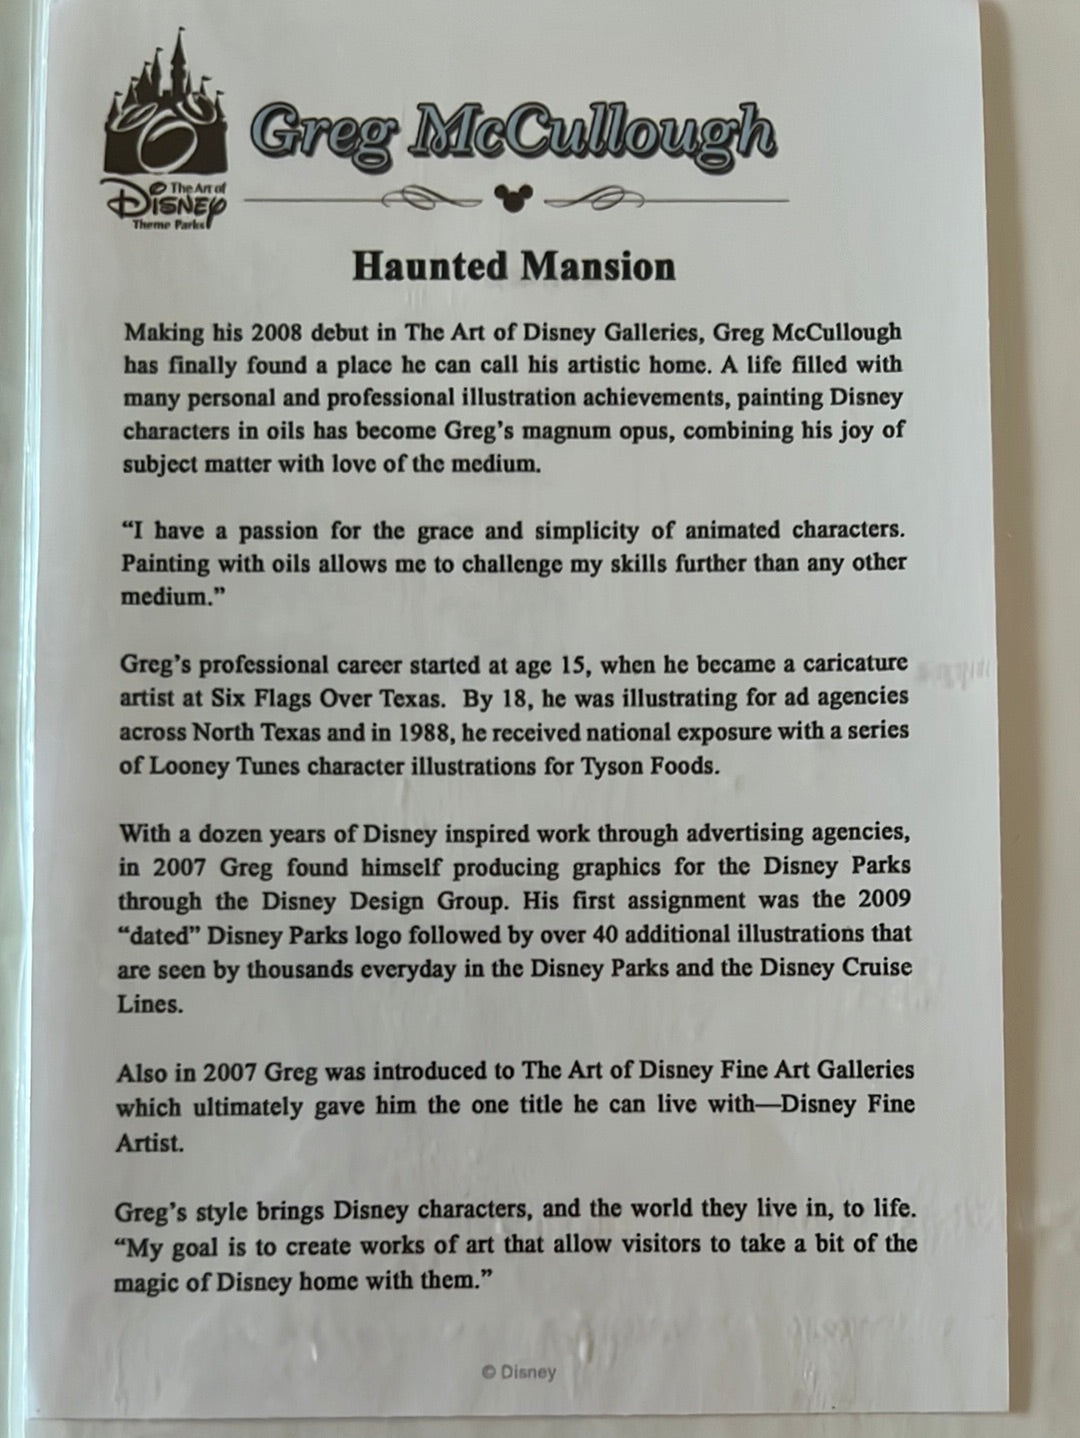 The Art of
Disney
Theme Parks
Greg McCullough
Haunted Mansion
Making his 2008 debut in The Art of Disney Galleries, Greg McCullough
has finally found a place he can call his artistic home. A life filled with
many personal and professional illustration achievements, painting Disney
characters in oils has become Greg's magnum opus, combining his joy of
subject matter with love of the medium.
“I have a passion for the grace and simplicity of animated characters.
Painting with oils allows me to challenge my skills further than any other
medium.”
Greg's professional career started at age 15, when he became a caricature
artist at Six Flags Over Texas. By 18, he was illustrating for ad agencies
across North Texas and in 1988, he received national exposure with a series
of Looney Tunes character illustrations for Tyson Foods.
With a dozen years of Disney inspired work through advertising agencies,
in 2007 Greg found himself producing graphics for the Disney Parks
through the Disney Design Group. His first assignment was the 2009
“dated” Disney Parks logo followed by over 40 additional illustrations that
are seen by thousands everyday in the Disney Parks and the Disney Cruise
Lines.
Also in 2007 Greg was introduced to The Art of Disney Fine Art Galleries
which ultimately gave him the one title he can live with—Disney Fine
Artist.
Greg's style brings Disney characters, and the world they live in, to life.
“My goal is to create works of art that allow visitors to take a bit of the
magic of Disney home with them.”
© Disney